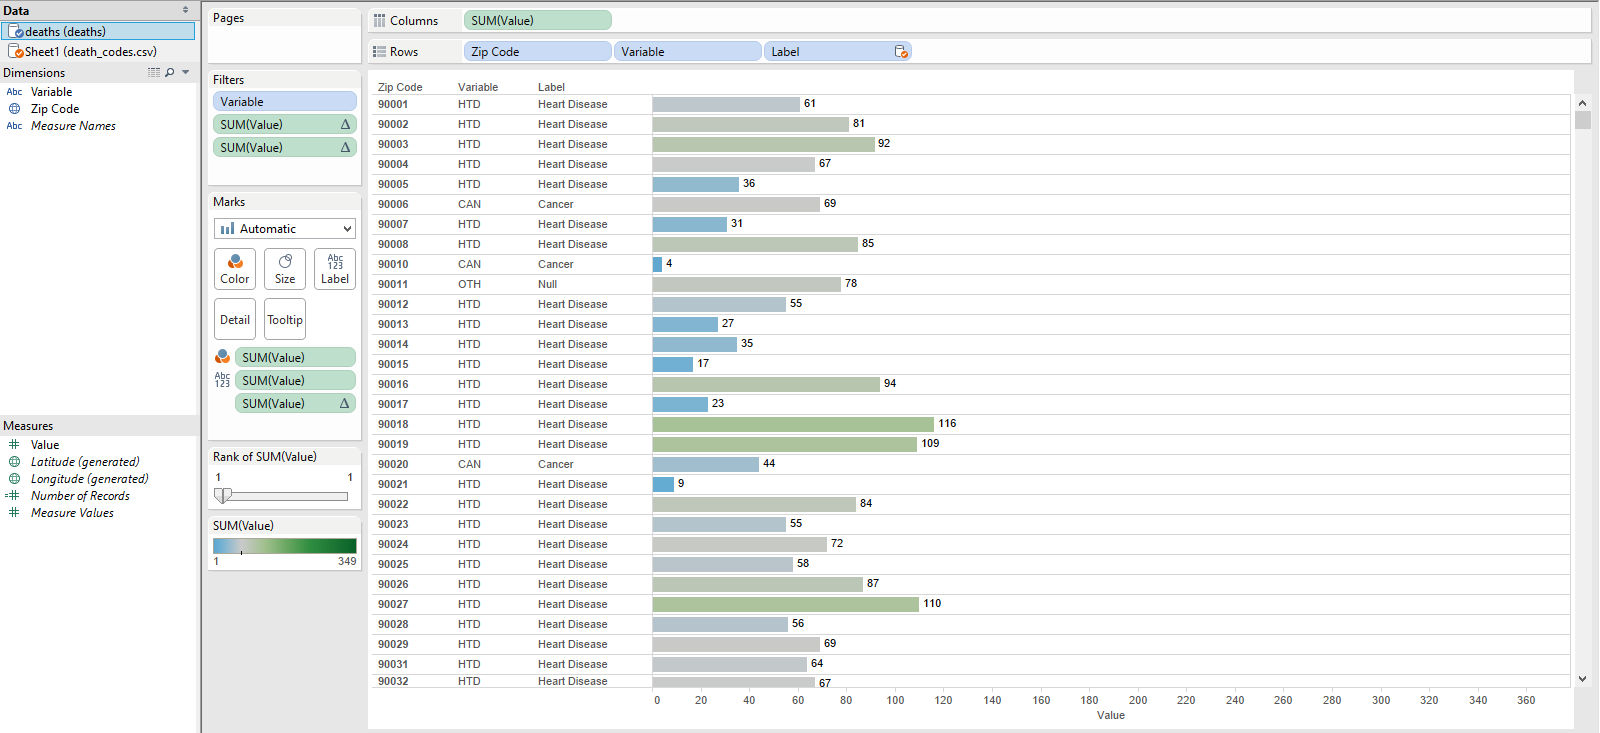 Data
deaths (deaths)
Sheet1 (death_codes.csv)
Dimensions
Abc Variable
Zip Code
Abc Measure Names
Measures
Value
Latitude (generated)
Longitude (generated)
Number of Records
Measure Values
Pages
Filters
Variable
SUM(Value) Δ
SUM(Value) Δ
Marks
Automatic
Color
Size
Abc
123
Label
Detail
Tooltip
SUM(Value)
Abc
123
SUM(Value)
SUM(Value) Δ
Rank of SUM(Value)
1 1
SUM(Value)
1 349
Columns SUM(Value)
Rows Zip Code Variable Label
Zip Code Variable Label
90001 HTD Heart Disease 61
90002 HTD Heart Disease 81
90003 HTD Heart Disease 92
90004 HTD Heart Disease 67
90005 HTD Heart Disease 36
90006 CAN Cancer 69
90007 HTD Heart Disease 31
90008 HTD Heart Disease 85
90010 CAN Cancer 4
90011 OTH Null 78
90012 HTD Heart Disease 55
90013 HTD Heart Disease 27
90014 HTD Heart Disease 35
90015 HTD Heart Disease 17
90016 HTD Heart Disease 94
90017 HTD Heart Disease 23
90018 HTD Heart Disease 116
90019 HTD Heart Disease 109
90020 CAN Cancer 44
90021 HTD Heart Disease 9
90022 HTD Heart Disease 84
90023 HTD Heart Disease 55
90024 HTD Heart Disease 72
90025 HTD Heart Disease 58
90026 HTD Heart Disease 87
90027 HTD Heart Disease 110
90028 HTD Heart Disease 56
90029 HTD Heart Disease 69
90031 HTD Heart Disease 64
90032 HTD Heart Disease 67
0 20 40 60 80 100 120 140 160 180 200 220 240 260 280 300 320 340 360
Value